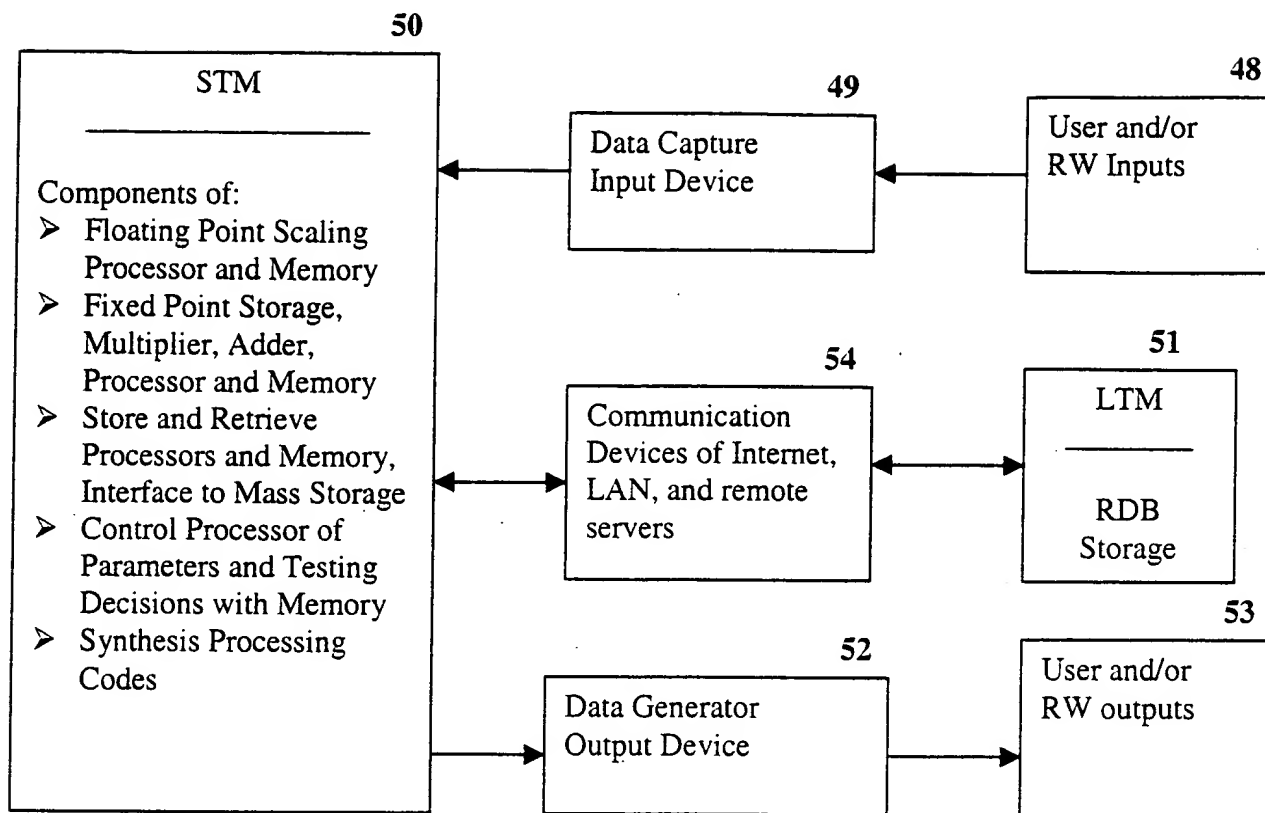 50
STM
Components of:
➢ Floating Point Scaling
Processor and Memory
➢ Fixed Point Storage,
Multiplier, Adder,
Processor and Memory
➢ Store and Retrieve
Processors and Memory,
Interface to Mass Storage
➢ Control Processor of
Parameters and Testing
Decisions with Memory
➢ Synthesis Processing
Codes
49
Data Capture
Input Device
48
User and/or
RW Inputs
54
Communication
Devices of Internet,
LAN, and remote
servers
51
LTM
RDB
Storage
52
Data Generator
Output Device
53
User and/or
RW outputs